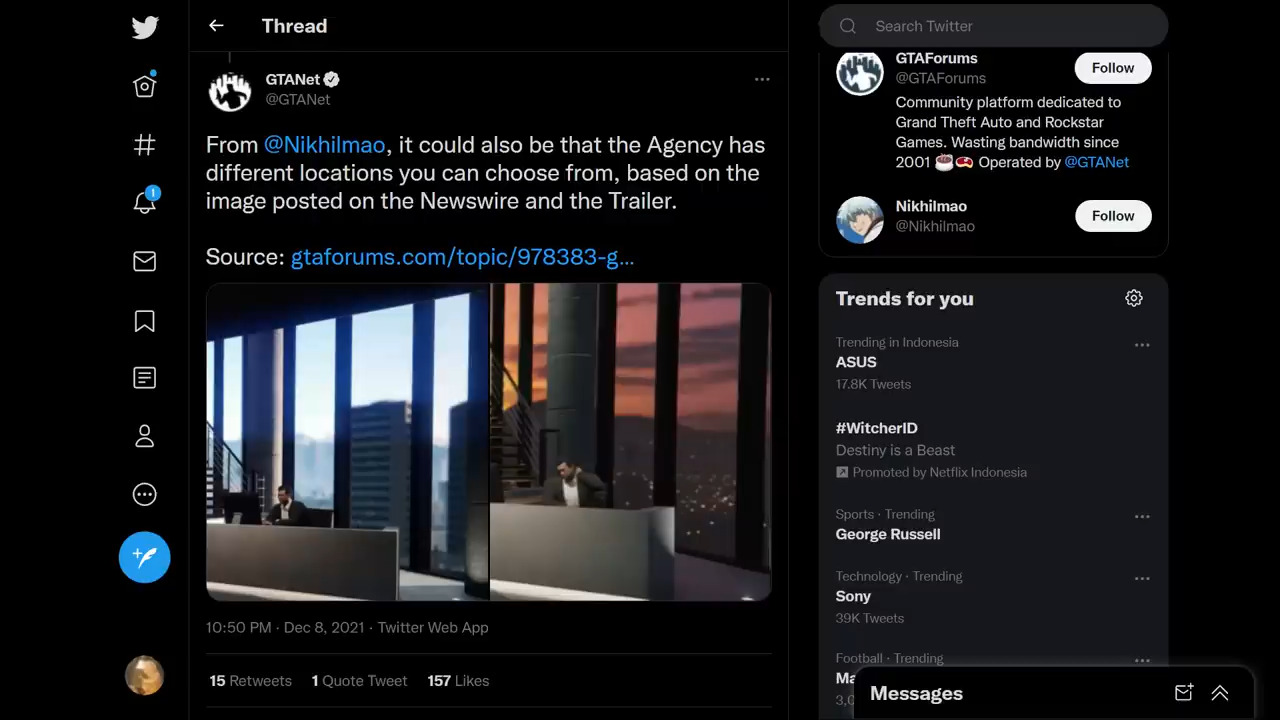 Thread
GTANet
@GTANet
From @Nikhilmao, it could also be that the Agency has
different locations you can choose from, based on the
image posted on the Newswire and the Trailer.
Source: gtaforums.com/topic/978383-g...
10:50 PM · Dec 8, 2021 · Twitter Web App
15 Retweets 1 Quote Tweet 157 Likes
1
Search Twitter
GTAForums
@GTAForums
Follow
Community platform dedicated to
Grand Theft Auto and Rockstar
Games. Wasting bandwidth since
2001 Operated by @GTANet
Nikhilmao
@Nikhilmao
Follow
Trends for you
Trending in Indonesia
ASUS
17.8K Tweets
#WitcherID
Destiny is a Beast
Promoted by Netflix Indonesia
Sports · Trending
George Russell
Technology · Trending
Sony
39K Tweets
Football · Trending
Messages